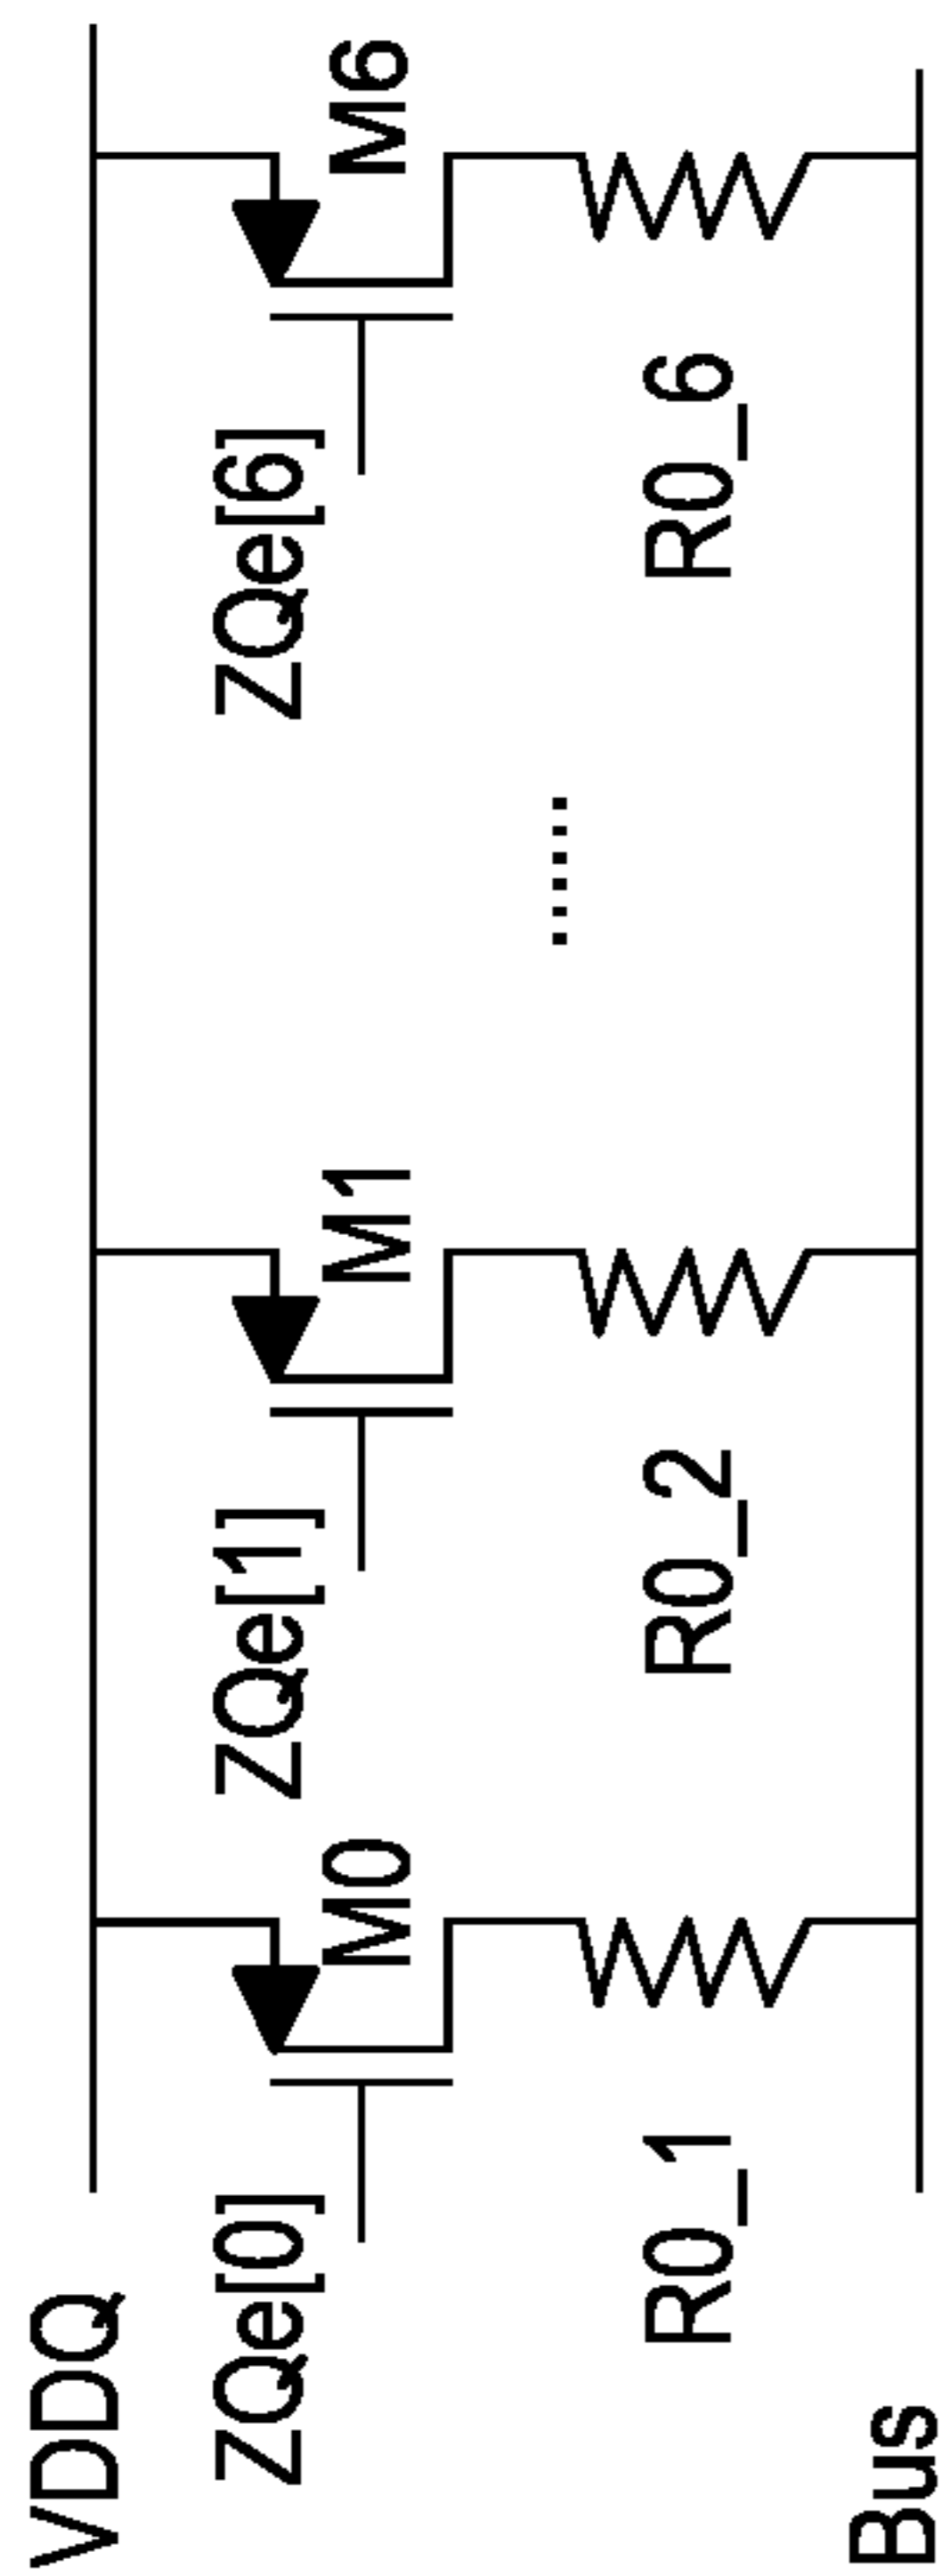 VDDQ
ZQe[0]
M0
ZQe[1]
M1
ZQe[6]
M6
......
R0_1
R0_2
R0_6
Bus